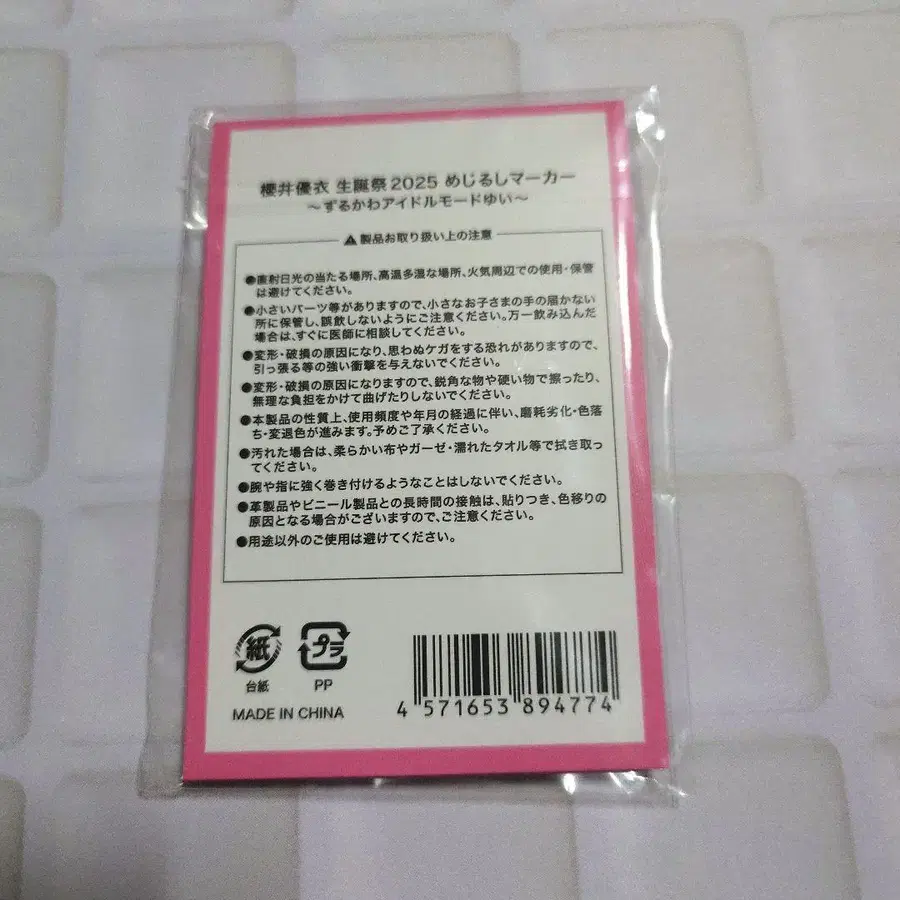 櫻井優衣 生誕祭2025 めじるしマーカー
～ずるかわアイドルモードゆい～
⚠製品お取り扱い上の注意
●直射日光の当たる場所、高温多湿な場所、火気周辺での使用・保管
は避けてください。
●小さいパーツ等がありますので、小さなお子さまの手の届かない
所に保管し、誤飲しないようにご注意ください。万一飲み込んだ
場合は、すぐに医師に相談してください。
●変形・破損の原因になり、思わぬケガをする恐れがありますので、
引っ張る等の強い衝撃を与えないでください。
●変形・破損の原因になりますので、鋭角な物や硬い物で擦ったり、
無理な負担をかけて曲げたりしないでください。
●本製品の性質上、使用頻度や年月の経過に伴い、磨耗劣化・色落
ち・変退色が進みます。予めご了承ください。
●汚れた場合は、柔らかい布やガーゼ・濡れたタオル等で拭き取っ
てください。
●腕や指に強く巻き付けるようなことはしないでください。
●革製品やビニール製品との長時間の接触は、貼りつき、色移りの
原因となる場合がございますので、ご注意ください。
●用途以外のご使用は避けてください。
紙 プラ
台紙 PP
MADE IN CHINA
4 571653 894774